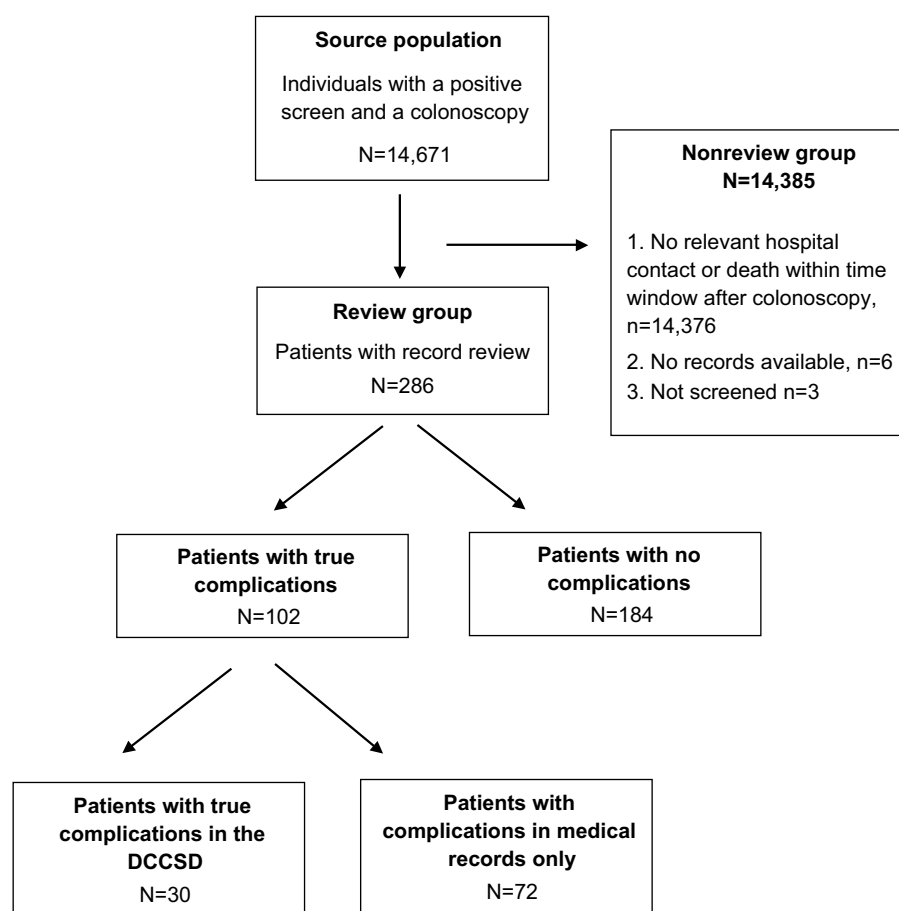 Source population
Individuals with a positive
screen and a colonoscopy
N=14,671
Nonreview group
N=14,385
1. No relevant hospital
contact or death within time
window after colonoscopy,
n=14,376
2. No records available, n=6
3. Not screened n=3
Review group
Patients with record review
N=286
Patients with true
complications
N=102
Patients with no
complications
N=184
Patients with true
complications in the
DCCSD
N=30
Patients with
complications in medical
records only
N=72